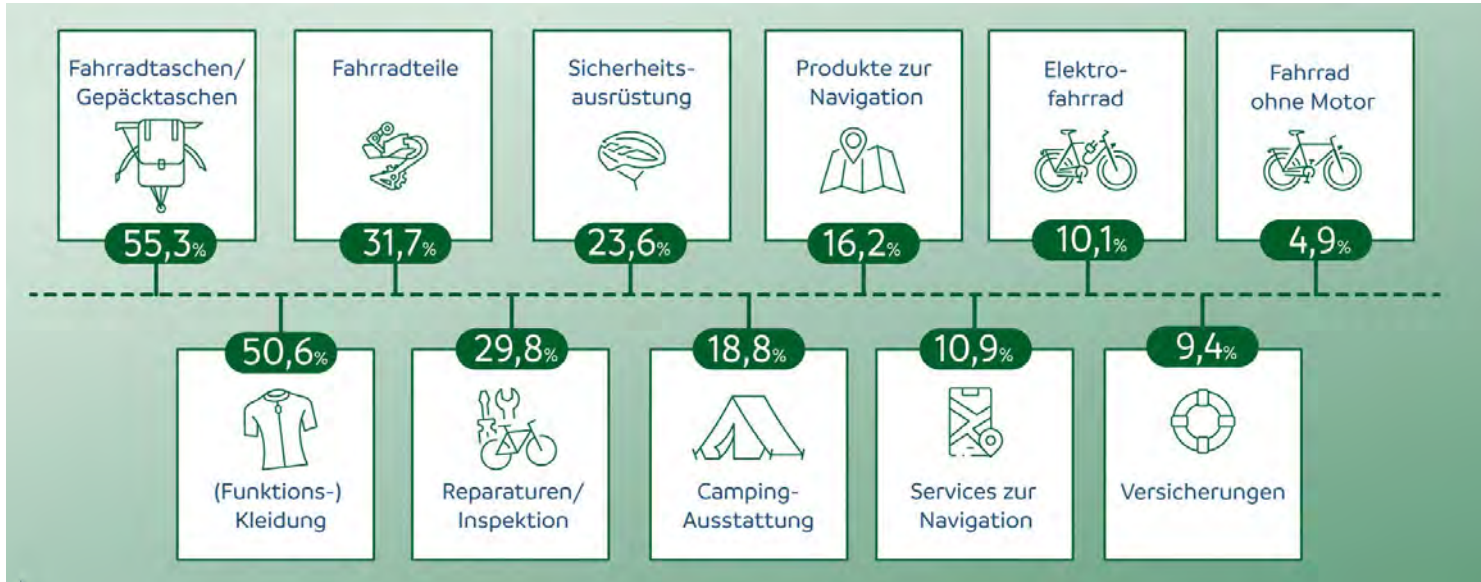 Fahrradtaschen/
Gepäcktaschen
55,3%
Fahrradteile
31,7%
Sicherheits-
ausrüstung
23,6%
Produkte zur
Navigation
16,2%
Elektro-
fahrrad
10,1%
Fahrrad
ohne Motor
4,9%
50,6%
(Funktions-)
Kleidung
29,8%
Reparaturen/
Inspektion
18,8%
Camping-
Ausstattung
10,9%
Services zur
Navigation
9,4%
Versicherungen